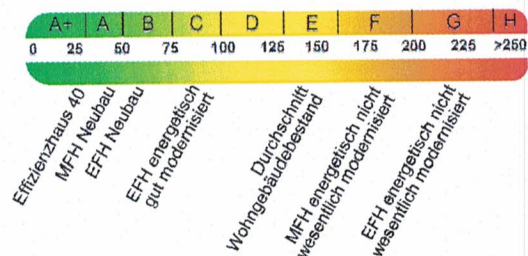 A+ A B C D E F G H
0 25 50 75 100 125 150 175 200 225 >250
Effizienzhaus 40
MFH Neubau
EFH Neubau
EFH energetisch
gut modernisiert
Durchschnitt
Wohngebäudebestand
MFH energetisch nicht
wesentlich modernisiert
EFH energetisch nicht
wesentlich modernisiert